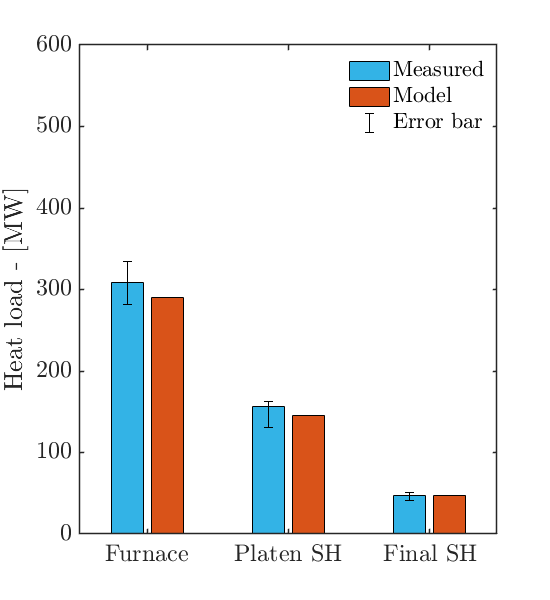 600
500
400
300
200
100
0
Heat load - [MW]
Measured
Model
Error bar
Furnace
Platen SH
Final SH